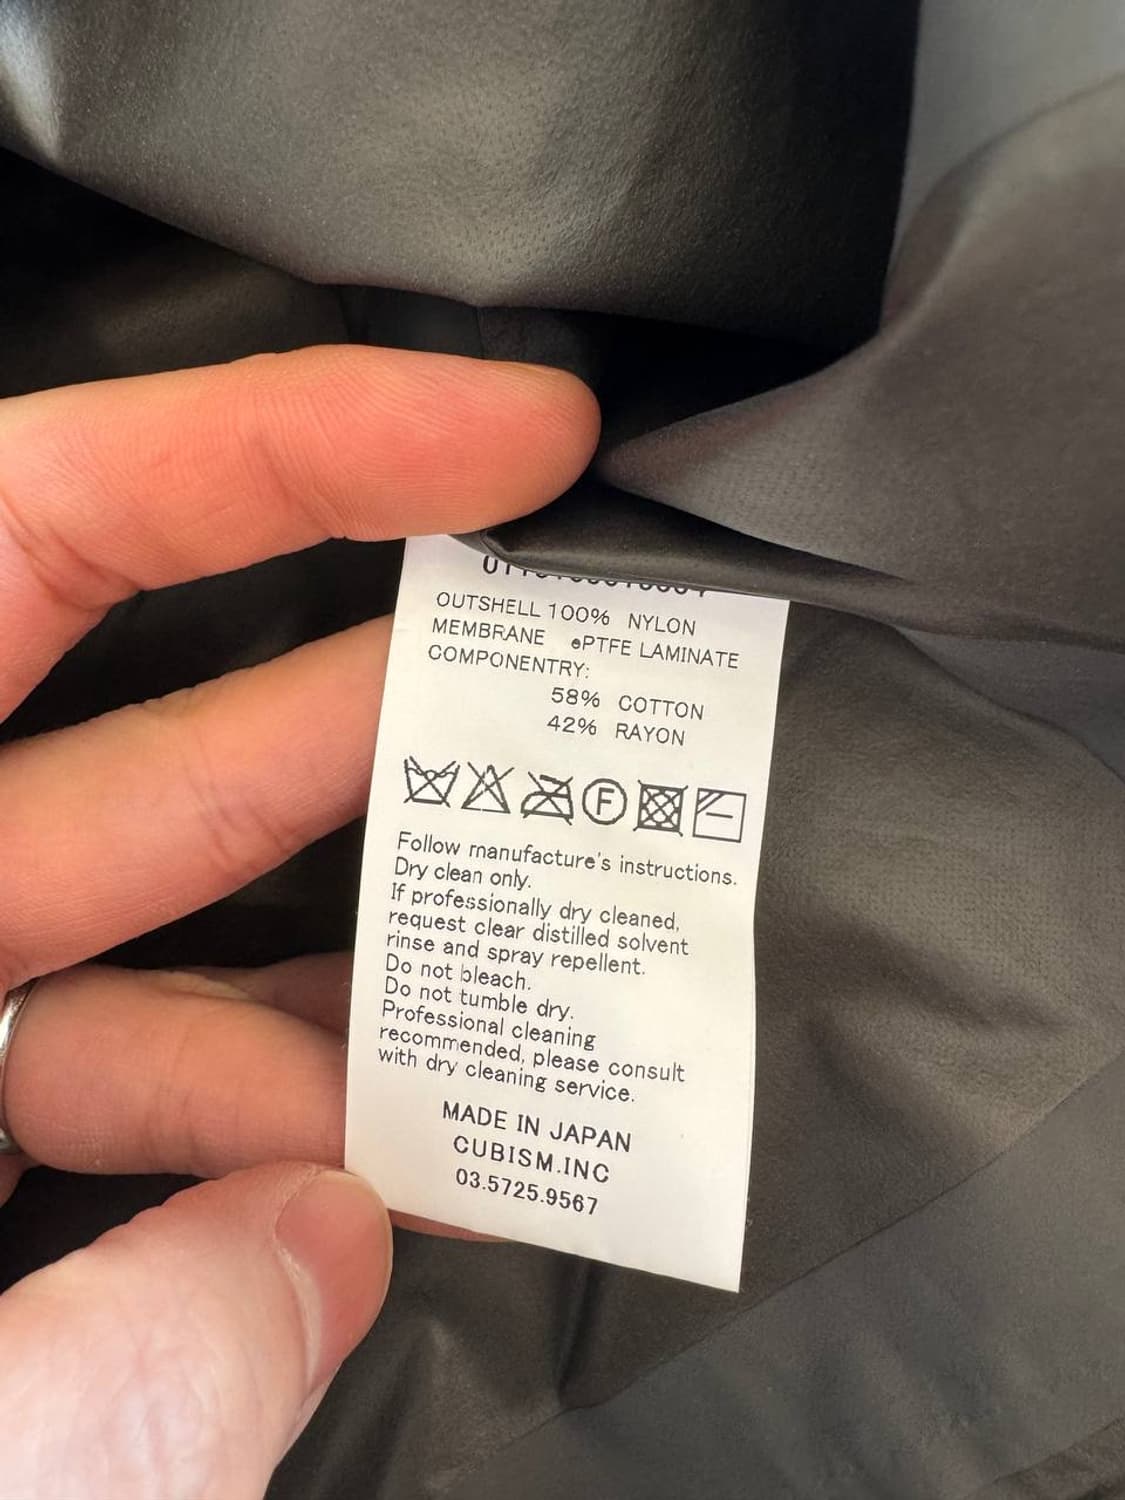 OUTSHELL 100% NYLON
MEMBRANE ePTFE LAMINATE
COMPONENTRY:
58% COTTON
42% RAYON
F
Follow manufacture's instructions.
Dry clean only.
If professionally dry cleaned,
request clear distilled solvent
rinse and spray repellent.
Do not bleach.
Do not tumble dry.
Professional cleaning
recommended, please consult
with dry cleaning service.
MADE IN JAPAN
CUBISM.INC
03.5725.9567